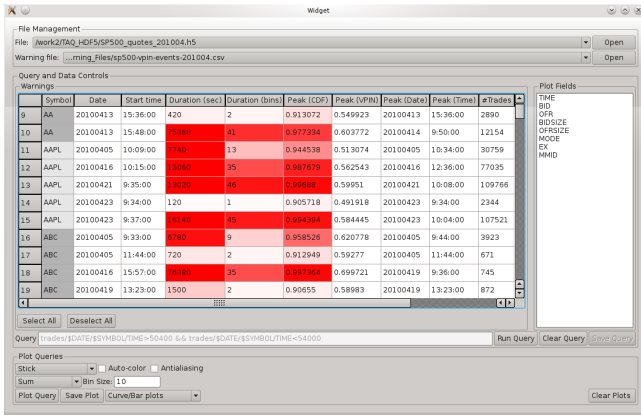 Widget
File Management
File: /work2/TAQ_HDF5/SP500_quotes_201004.h5 Open
Warning file: ...rning_Files/sp500-vpin-events-201004.csv Open
Query and Data Controls
Warnings Plot Fields
Symbol Date Start time Duration (sec) Duration (bins) Peak (CDF) Peak (VPIN) Peak (Date) Peak (Time) #Trades
9 AA 20100413 15:36:00 420 2 0.913072 0.549923 20100413 15:36:00 2890
10 AA 20100413 15:48:00 75360 41 0.977334 0.603772 20100414 9:50:00 12154
11 AAPL 20100405 10:09:00 7740 13 0.944538 0.513074 20100405 10:34:00 30759
12 AAPL 20100416 10:15:00 15060 35 0.987679 0.562543 20100416 12:36:00 77035
13 AAPL 20100421 9:35:00 13020 46 0.99688 0.59951 20100421 10:08:00 109766
14 AAPL 20100423 9:34:00 120 1 0.905718 0.491918 20100423 9:34:00 2344
15 AAPL 20100423 9:37:00 16140 45 0.994394 0.584445 20100423 10:04:00 107521
16 ABC 20100405 9:33:00 6780 9 0.958526 0.620778 20100405 9:44:00 3923
17 ABC 20100405 11:44:00 720 2 0.912949 0.59277 20100405 11:44:00 671
18 ABC 20100416 15:57:00 76380 35 0.997364 0.699721 20100419 9:36:00 745
19 ABC 20100419 13:23:00 1500 2 0.90655 0.58983 20100419 13:23:00 872
TIME
BID
OFR
BIDSIZE
OFRSIZE
MODE
EX
MMID
Select All Deselect All
Query trades/$DATE/$SYMBOL/TIME>50400 && trades/$DATE/$SYMBOL/TIME<54000 Run Query Clear Query Save Query
Plot Queries
Stick Auto-color Antialiasing
Sum Bin Size: 10
Plot Query Save Plot Curve/Bar plots Clear Plots